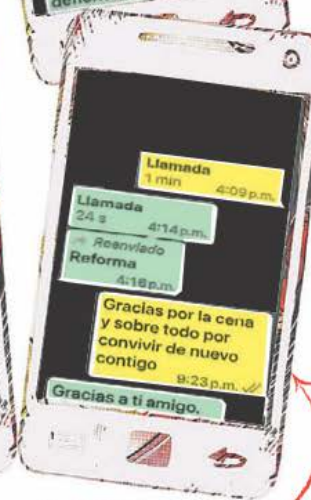 Llamada
1 min
4:09 p.m.
Llamada
24 s
4:14 p.m.
Reenviado
Reforma
4:16 p.m.
Gracias por la cena
y sobre todo por
convivir de nuevo
contigo
9:23 p.m.
Gracias a ti amigo.